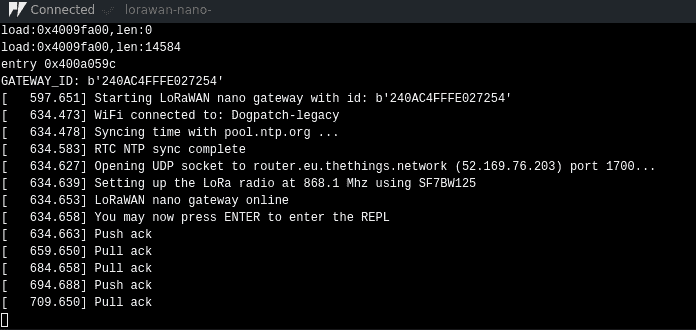 Connected lorawan-nano-
load:0x4009fa00,len:0
load:0x4009fa00,len:14584
entry 0x400a059c
GATEWAY_ID: b'240AC4FFFE027254'
[   597.651] Starting LoRaWAN nano gateway with id: b'240AC4FFFE027254'
[   634.473] WiFi connected to: Dogpatch-legacy
[   634.478] Syncing time with pool.ntp.org ...
[   634.583] RTC NTP sync complete
[   634.627] Opening UDP socket to router.eu.thethings.network (52.169.76.203) port 1700...
[   634.639] Setting up the LoRa radio at 868.1 Mhz using SF7BW125
[   634.653] LoRaWAN nano gateway online
[   634.658] You may now press ENTER to enter the REPL
[   634.663] Push ack
[   659.650] Pull ack
[   684.658] Pull ack
[   694.688] Push ack
[   709.650] Pull ack